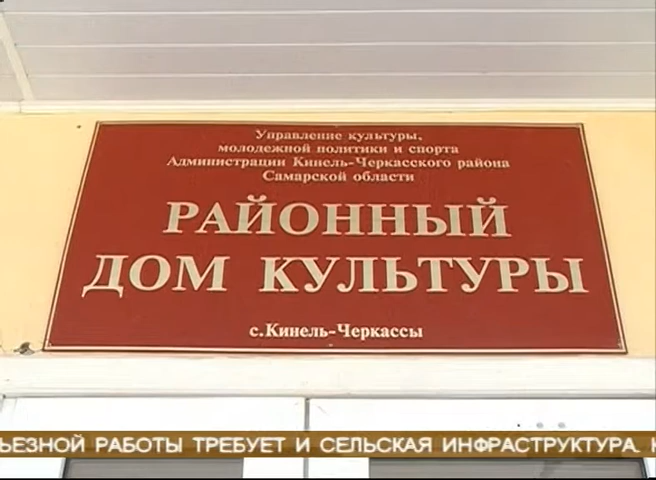 Управление культуры,
молодежной политики и спорта
Администрации Кинель-Черкасского района
Самарской области
РАЙОННЫЙ
ДОМ КУЛЬТУРЫ
с.Кинель-Черкассы
РАБОТЫ ТРЕБУЕТ И СЕЛЬСКАЯ ИНФРАСТРУКТУРА.